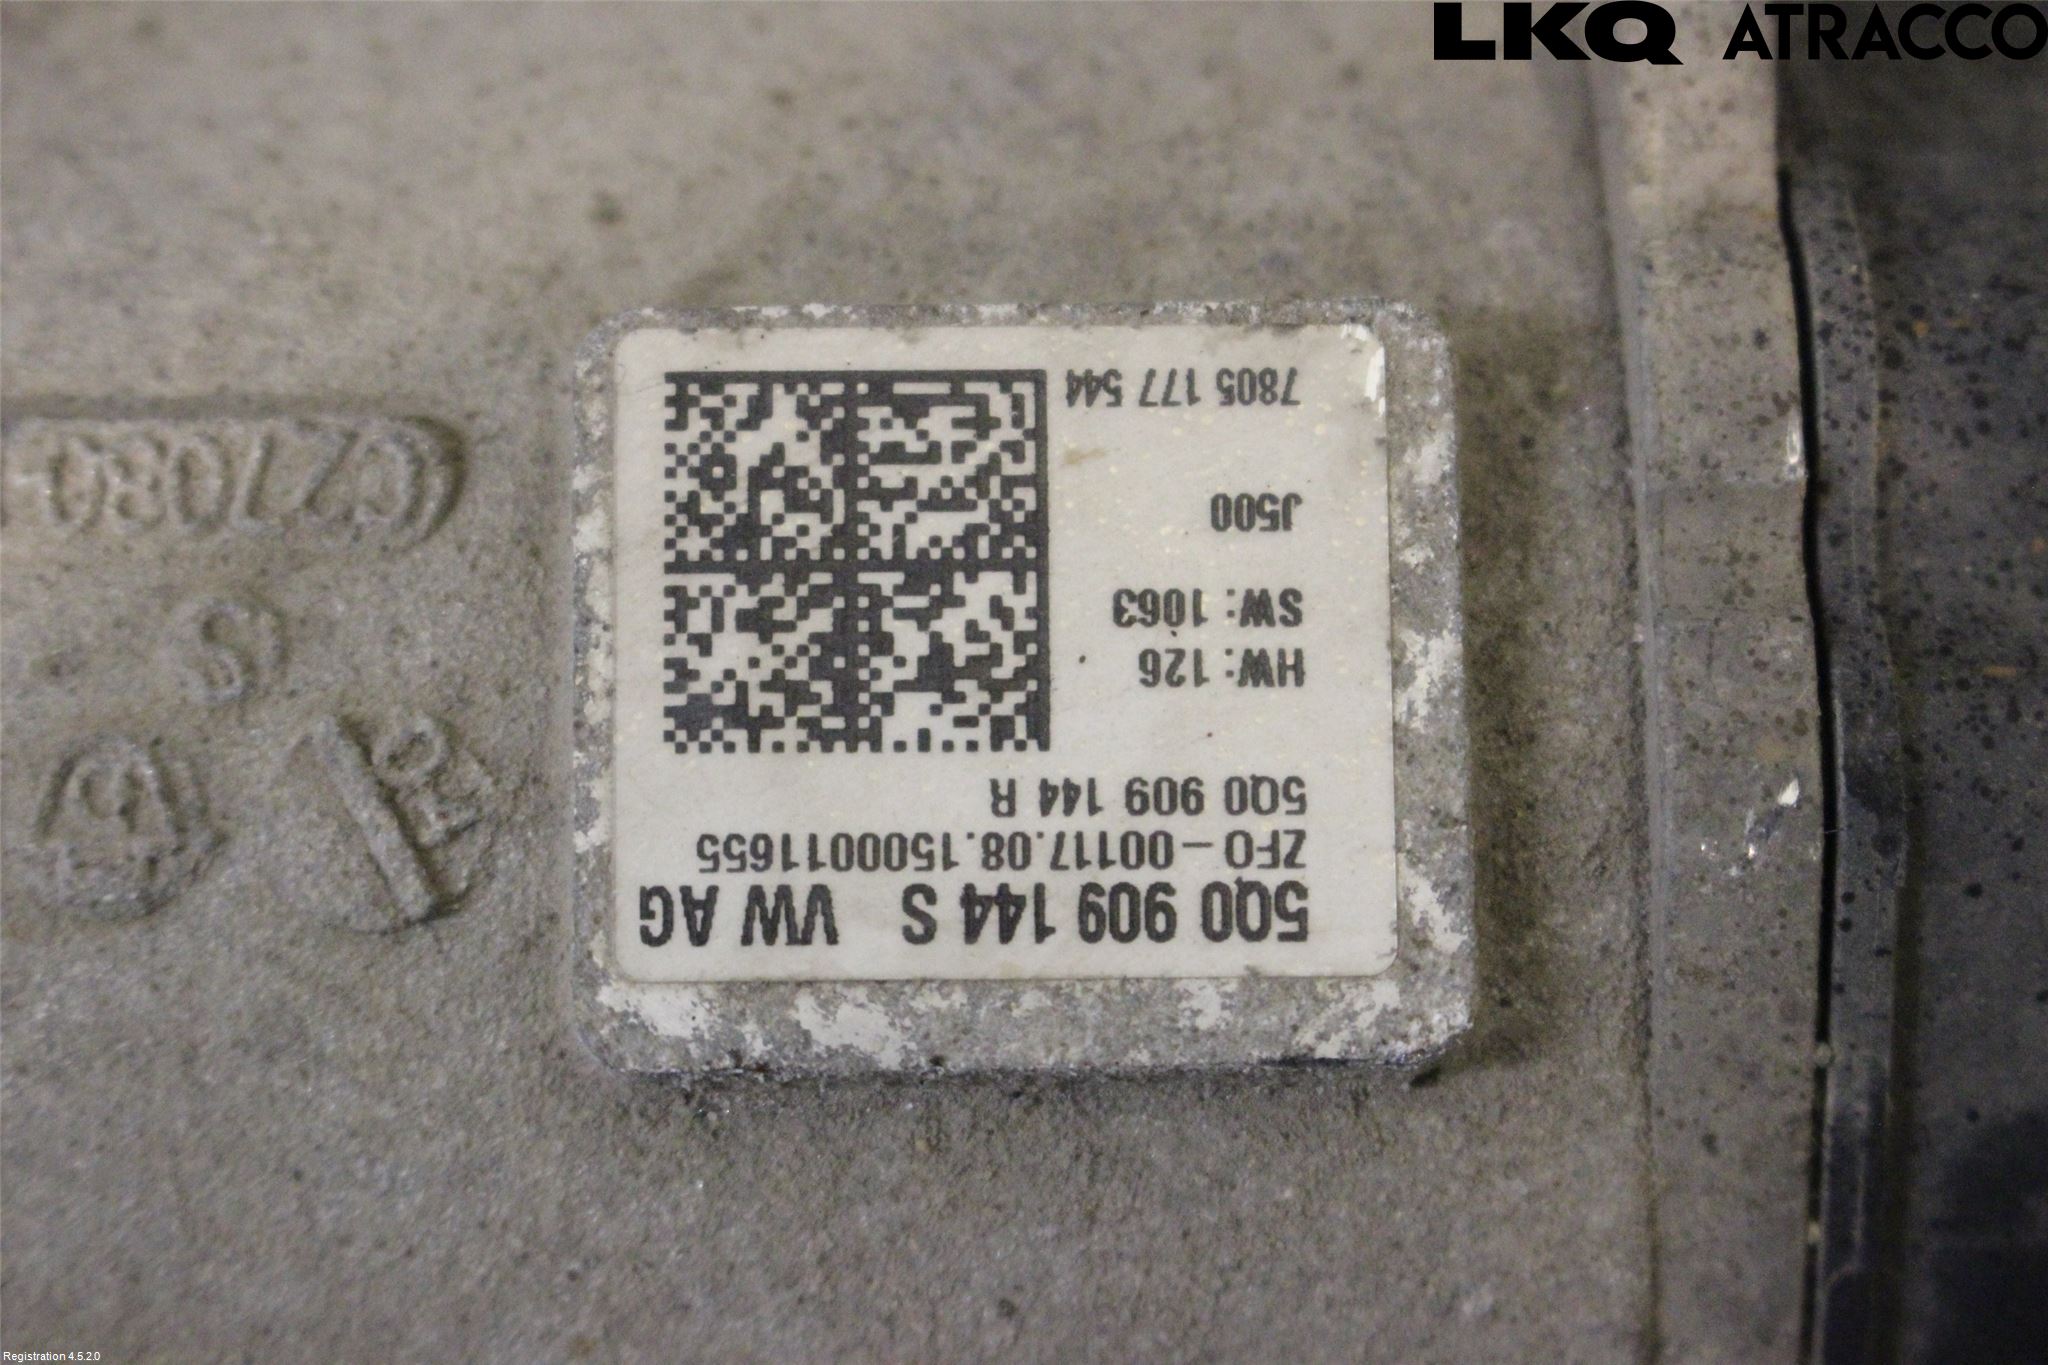 LKQ ATRACCO
5Q0 909 144 S VW AG
ZFO-00117.08.1500011655
5Q0 909 144 R
HW: 126
SW: 1063
J500
7805 177 544
Registration 4.5.2.0